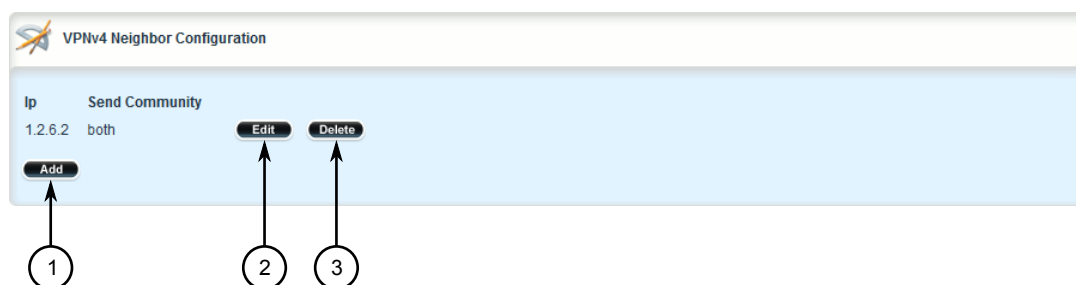 VPNv4 Neighbor Configuration
Ip Send Community
1.2.6.2 both Edit Delete
Add
1 2 3